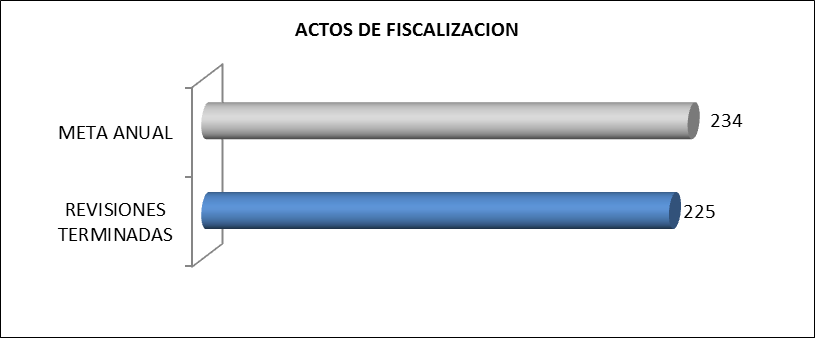 ACTOS DE FISCALIZACION
META ANUAL
234
REVISIONES
TERMINADAS
225